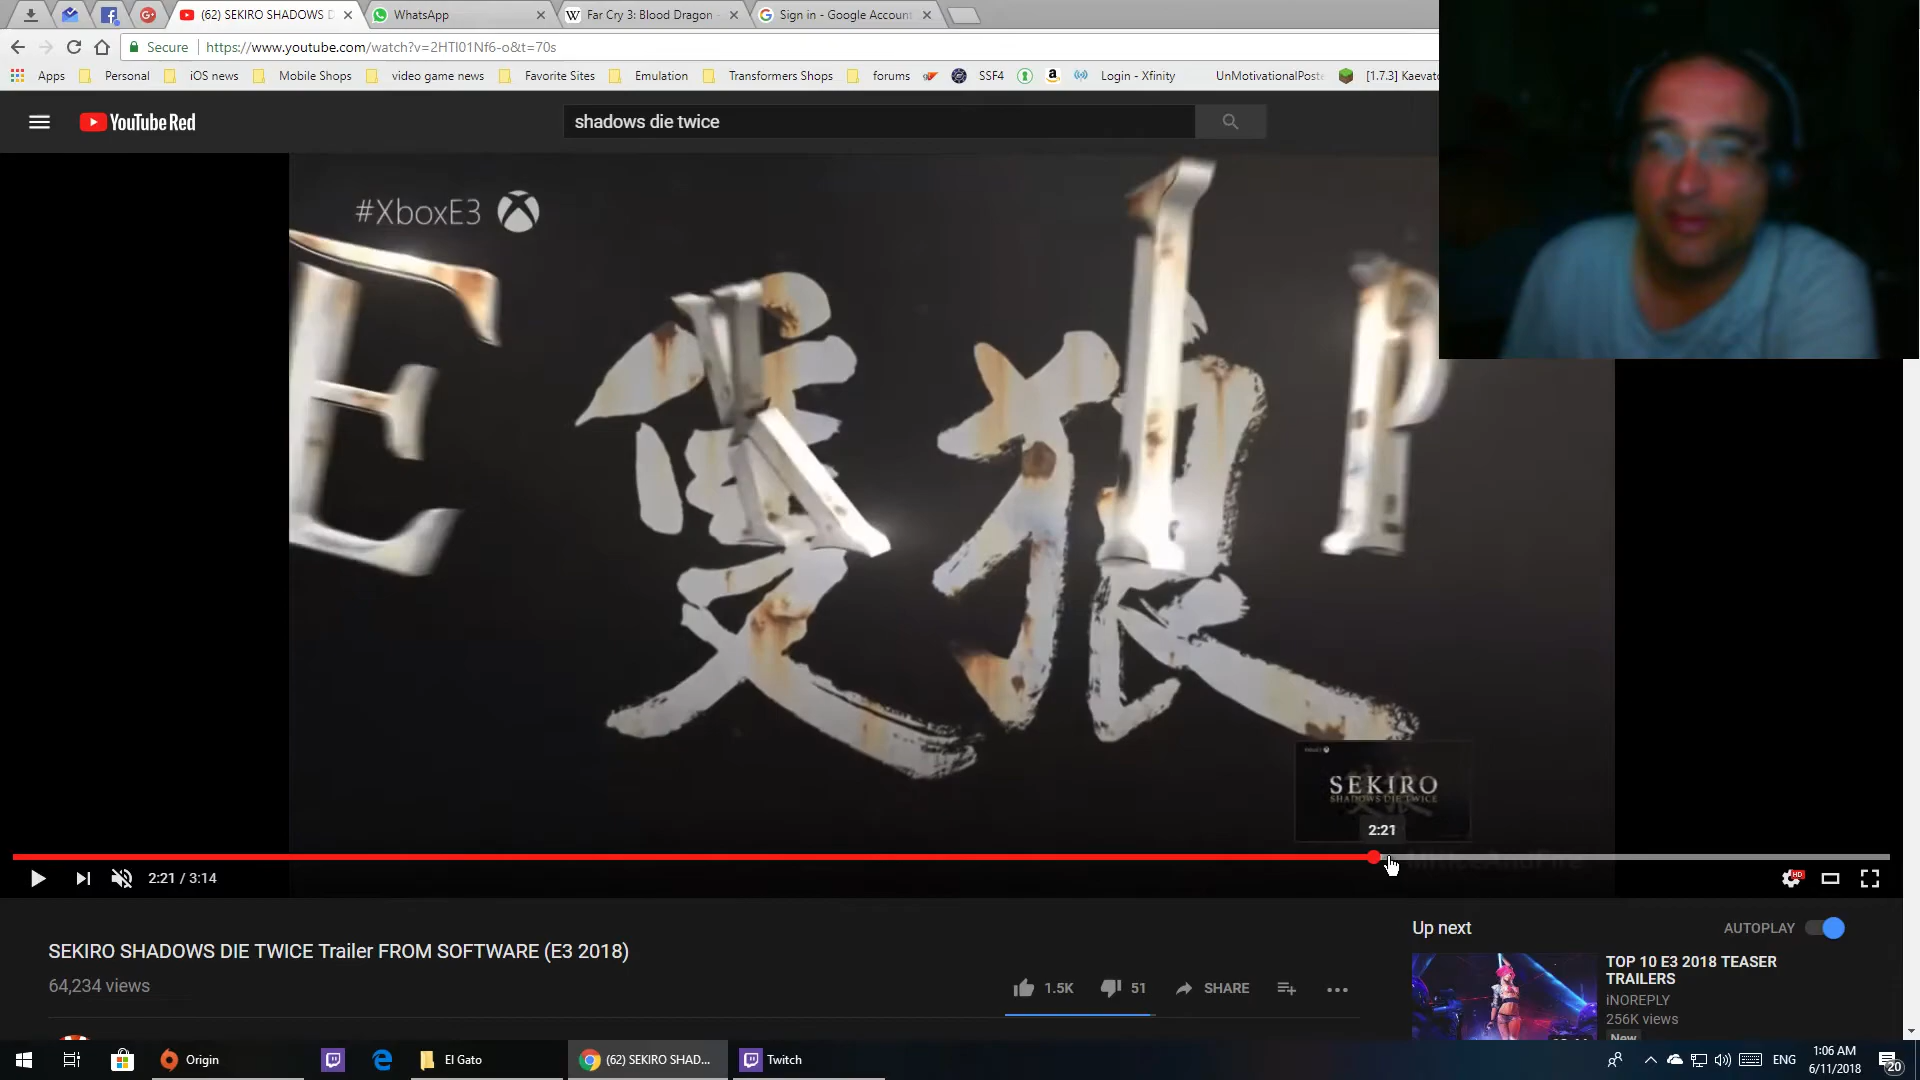 (62) SEKIRO SHADOWS D
WhatsApp
Far Cry 3: Blood Dragon -
Sign in - Google Account
Secure
https://www.youtube.com/watch?v=2HTI01Nf6-o&t=70s
Apps
Personal
iOS news
Mobile Shops
video game news
Favorite Sites
Emulation
Transformers Shops
forums
SSF4
Login - Xfinity
UnMotivationalPoste
[1.7.3] Kaevato
YouTube Red
shadows die twice
#XboxE3
E K I R
隻狼
SEKIRO
SHADOWS DIE TWICE
2:21
2:21 / 3:14
HD
SEKIRO SHADOWS DIE TWICE Trailer FROM SOFTWARE (E3 2018)
64,234 views
1.5K
51
SHARE
Up next
AUTOPLAY
TOP 10 E3 2018 TEASER
TRAILERS
iNOREPLY
256K views
New
Origin
El Gato
(62) SEKIRO SHAD...
Twitch
ENG
1:06 AM
6/11/2018
20